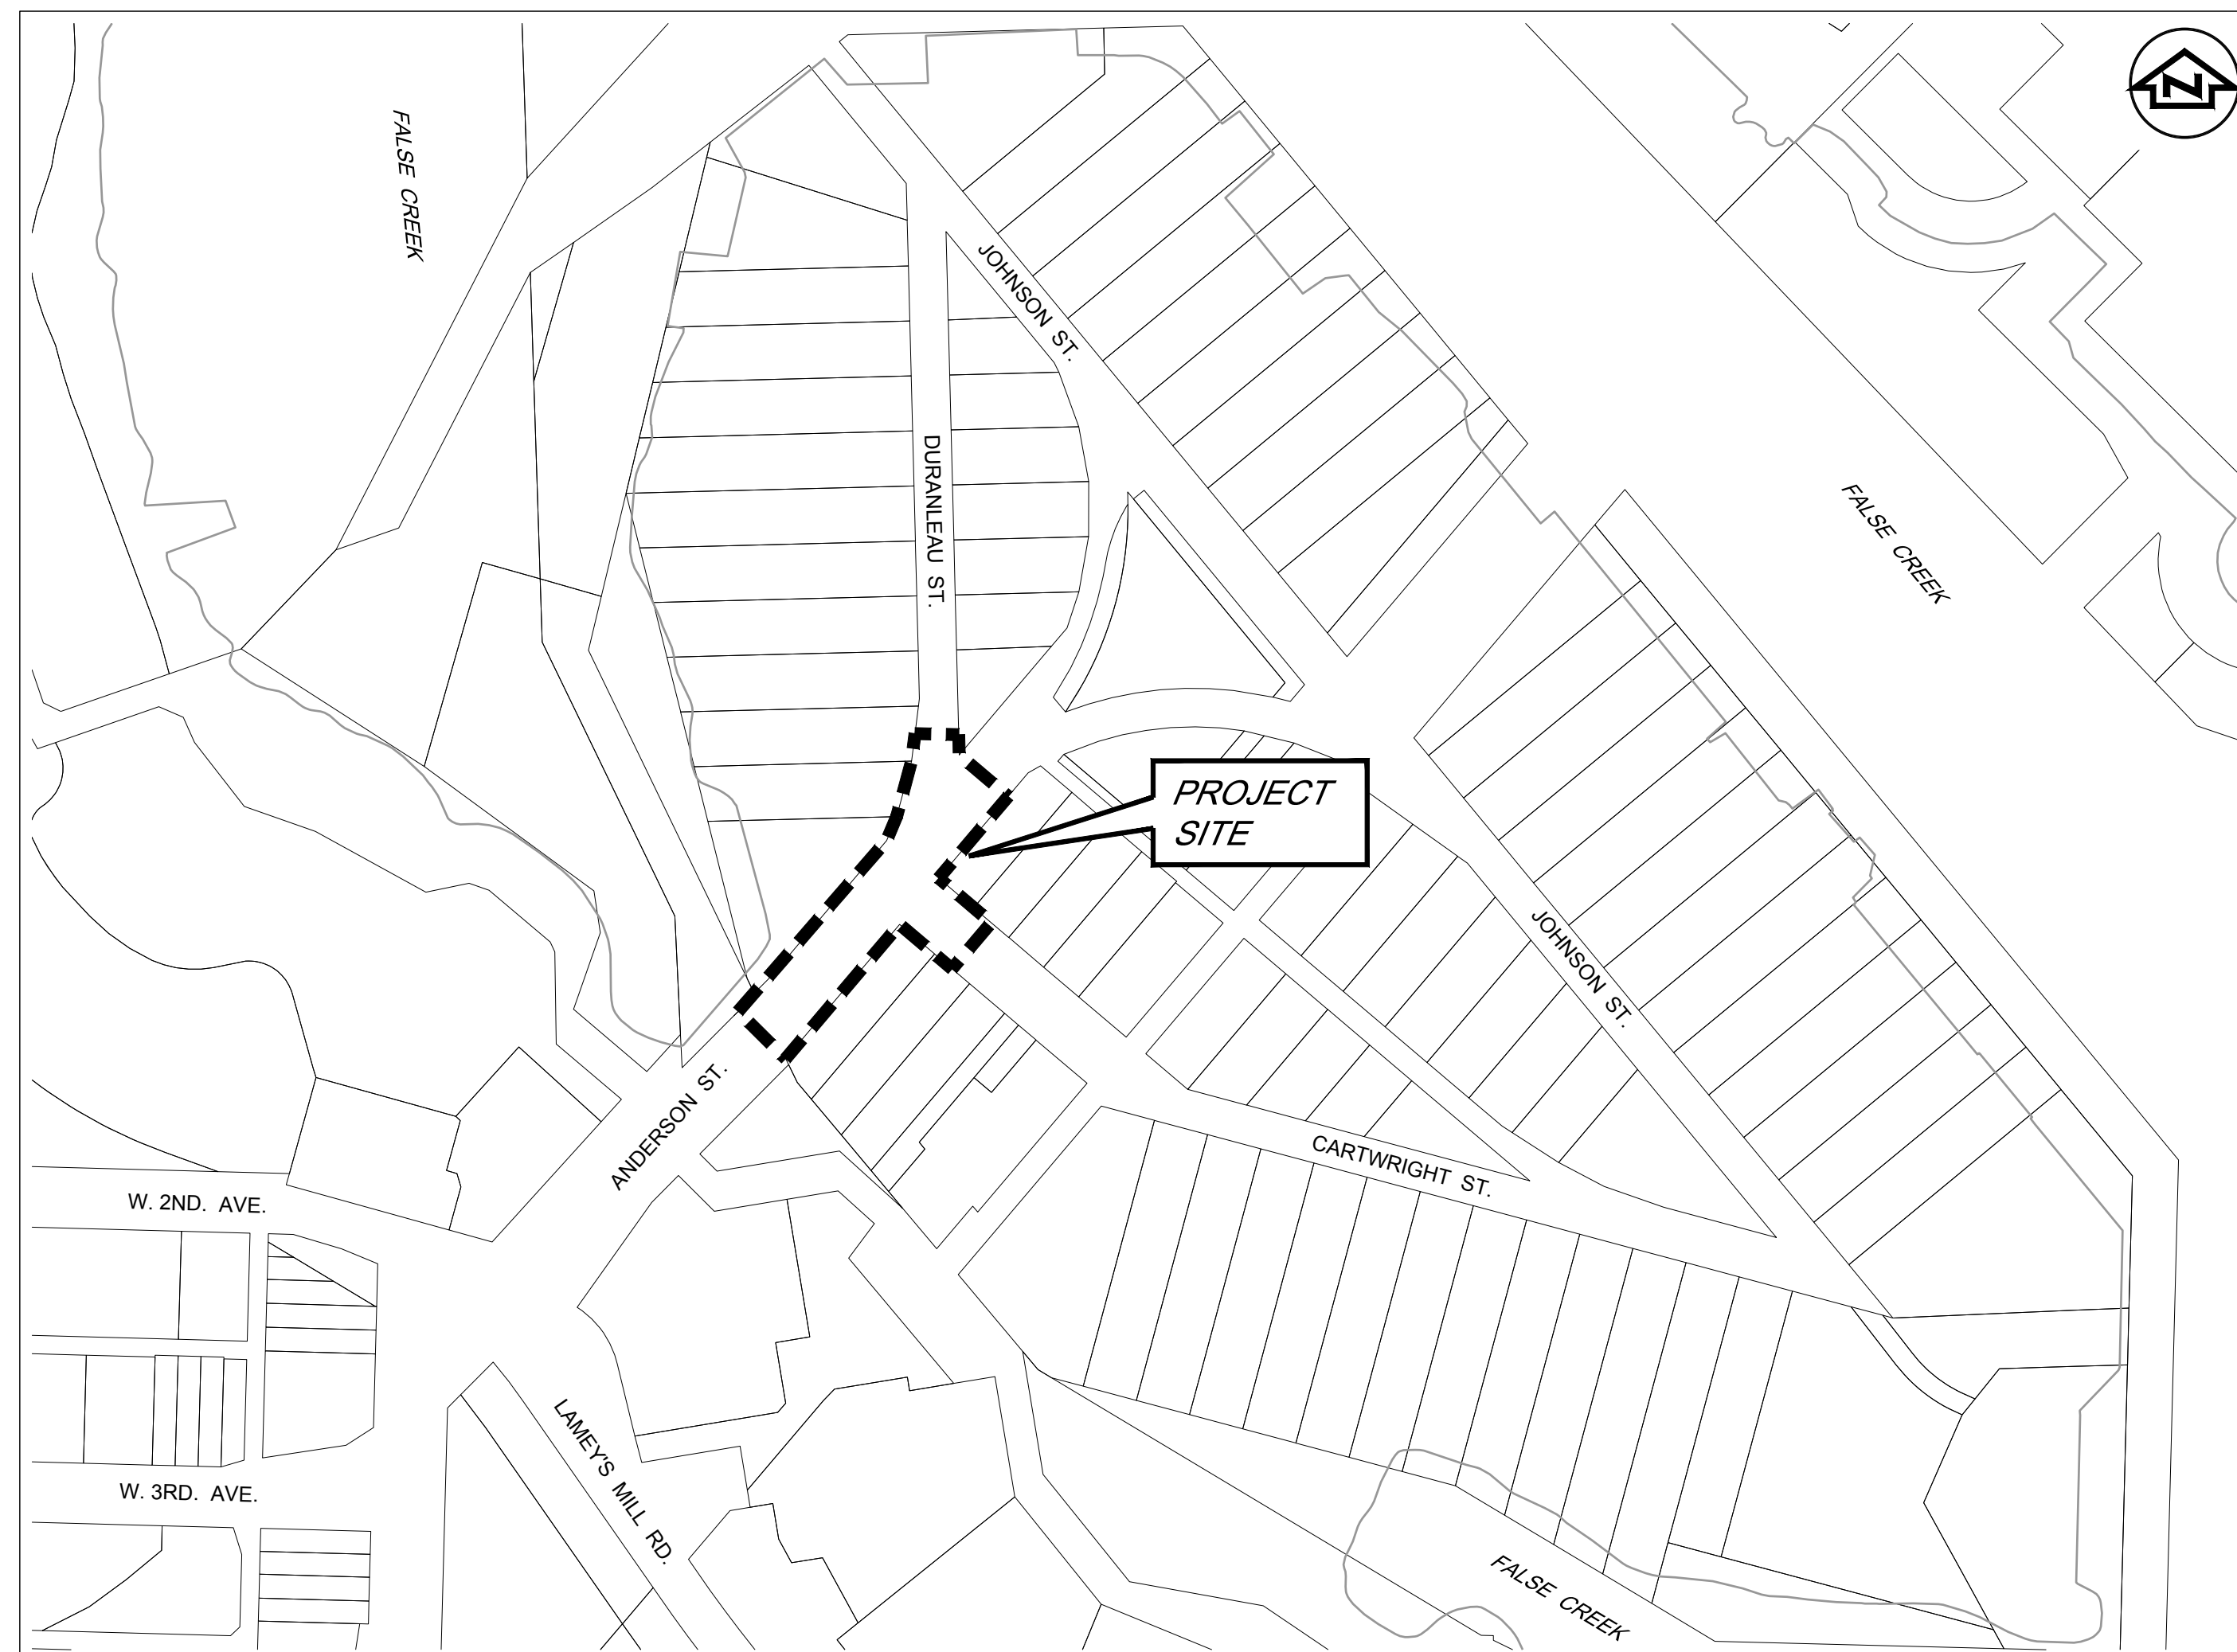 N
FALSE CREEK
JOHNSON ST.
DURANLEAU ST.
FALSE CREEK
PROJECT
SITE
JOHNSON ST.
ANDERSON ST.
CARTWRIGHT ST.
W. 2ND. AVE.
LAMEY'S MILL RD.
W. 3RD. AVE.
FALSE CREEK